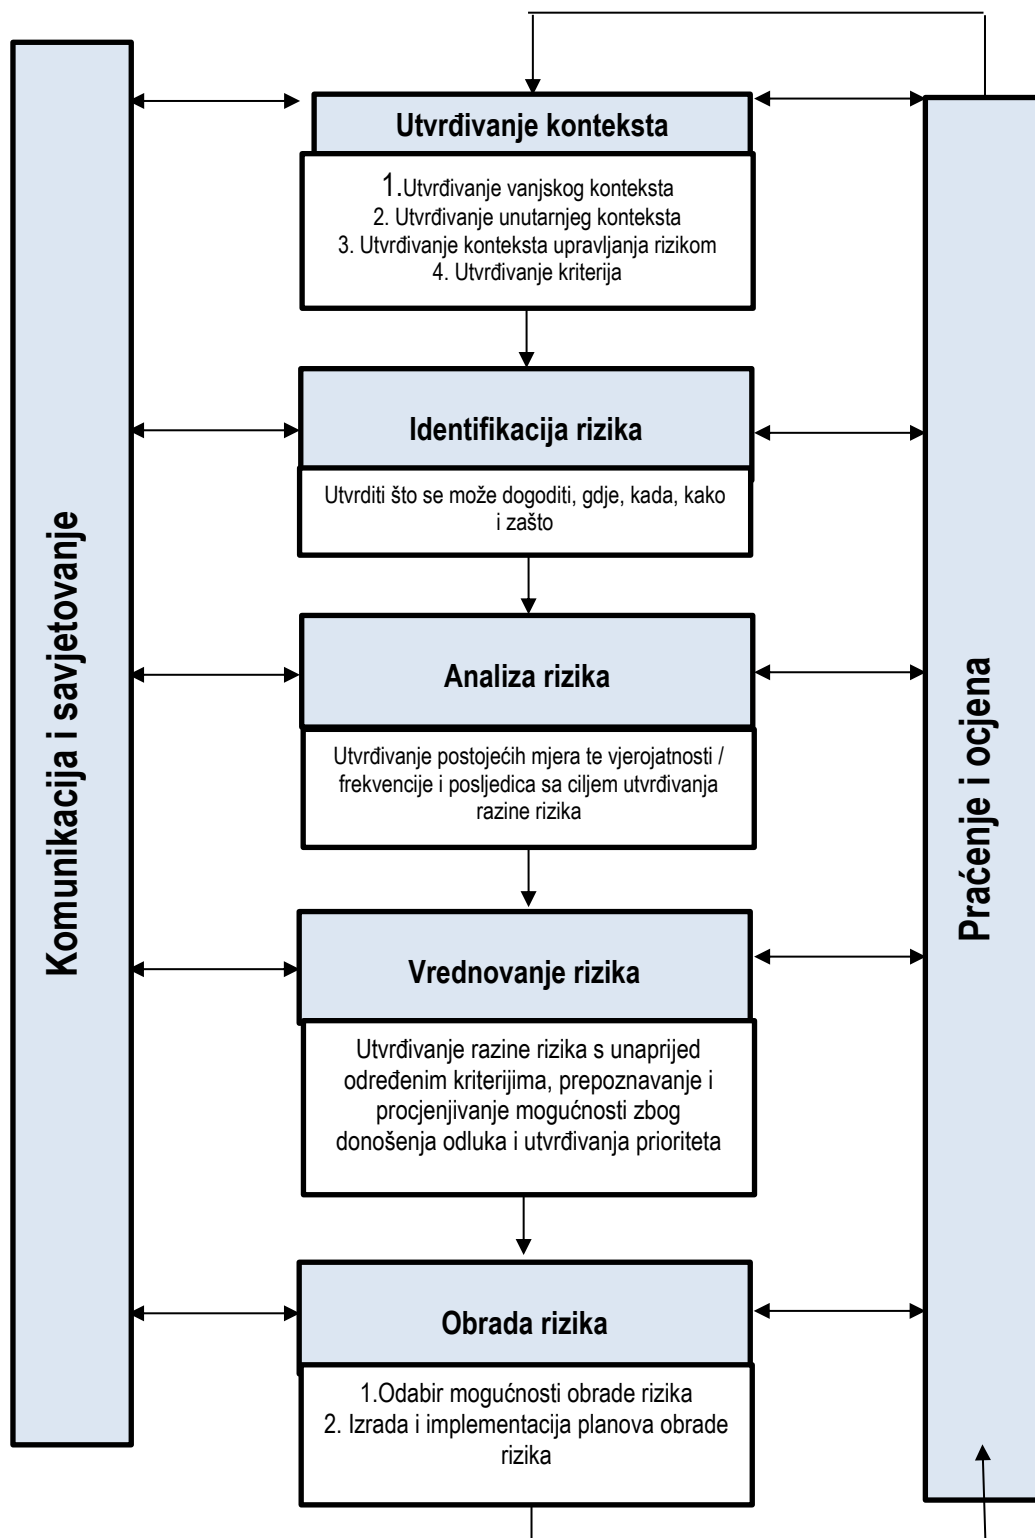 Komunikacija i savjetovanje
Utvrđivanje konteksta
1.Utvrđivanje vanjskog konteksta
2. Utvrđivanje unutarnjeg konteksta
3. Utvrđivanje konteksta upravljanja rizikom
4. Utvrđivanje kriterija
Identifikacija rizika
Utvrditi što se može dogoditi, gdje, kada, kako
i zašto
Analiza rizika
Utvrđivanje postojećih mjera te vjerojatnosti /
frekvencije i posljedica sa ciljem utvrđivanja
razine rizika
Vrednovanje rizika
Utvrđivanje razine rizika s unaprijed
određenim kriterijima, prepoznavanje i
procjenjivanje mogućnosti zbog
donošenja odluka i utvrđivanja prioriteta
Obrada rizika
1.Odabir mogućnosti obrade rizika
2. Izrada i implementacija planova obrade
rizika
Praćenje i ocjena